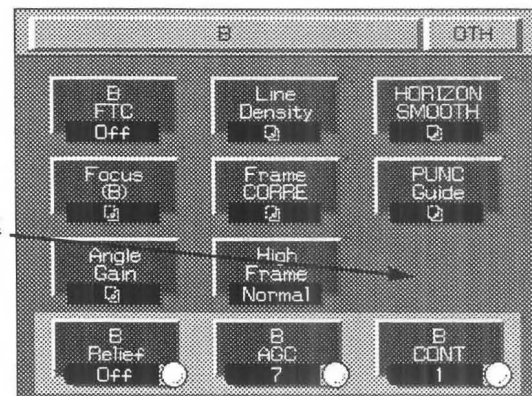 B OTH
B
FTC
Off
Line
Density
HORIZON
SMOOTH
Focus
(B)
Frame
CORRE
PUNC
Guide
Angle
Gain
High
Frame
Normal
B
Relief
Off
B
AGC
7
B
CONT
1